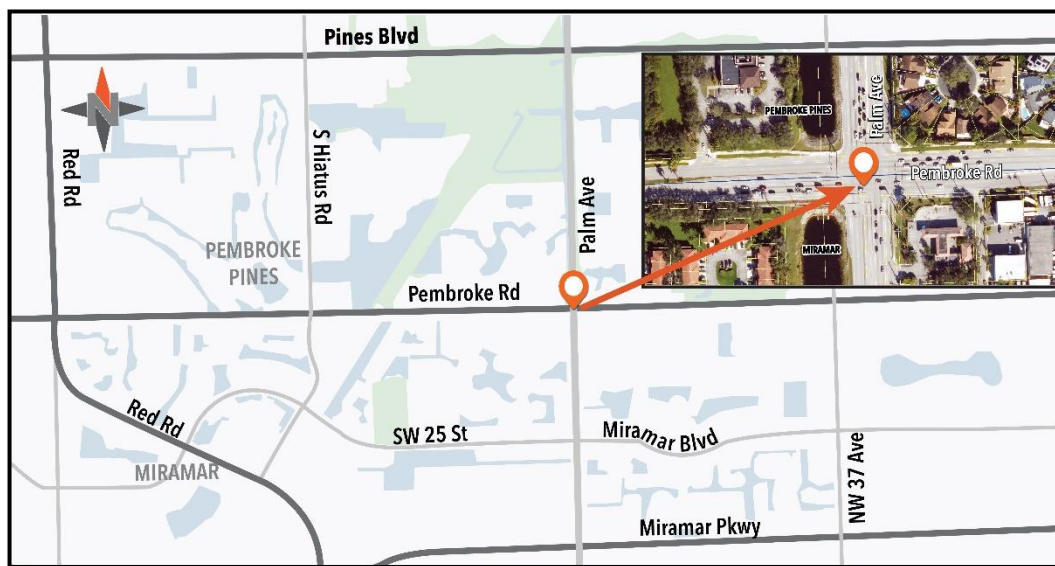 Pines Blvd
N
Red Rd
S Hiatus Rd
Palm Ave
PEMBROKE PINES
Palm Ave
Pembroke Rd
MIRAMAR
PEMBROKE
PINES
Pembroke Rd
Red Rd
MIRAMAR
SW 25 St
Miramar Blvd
NW 37 Ave
Miramar Pkwy